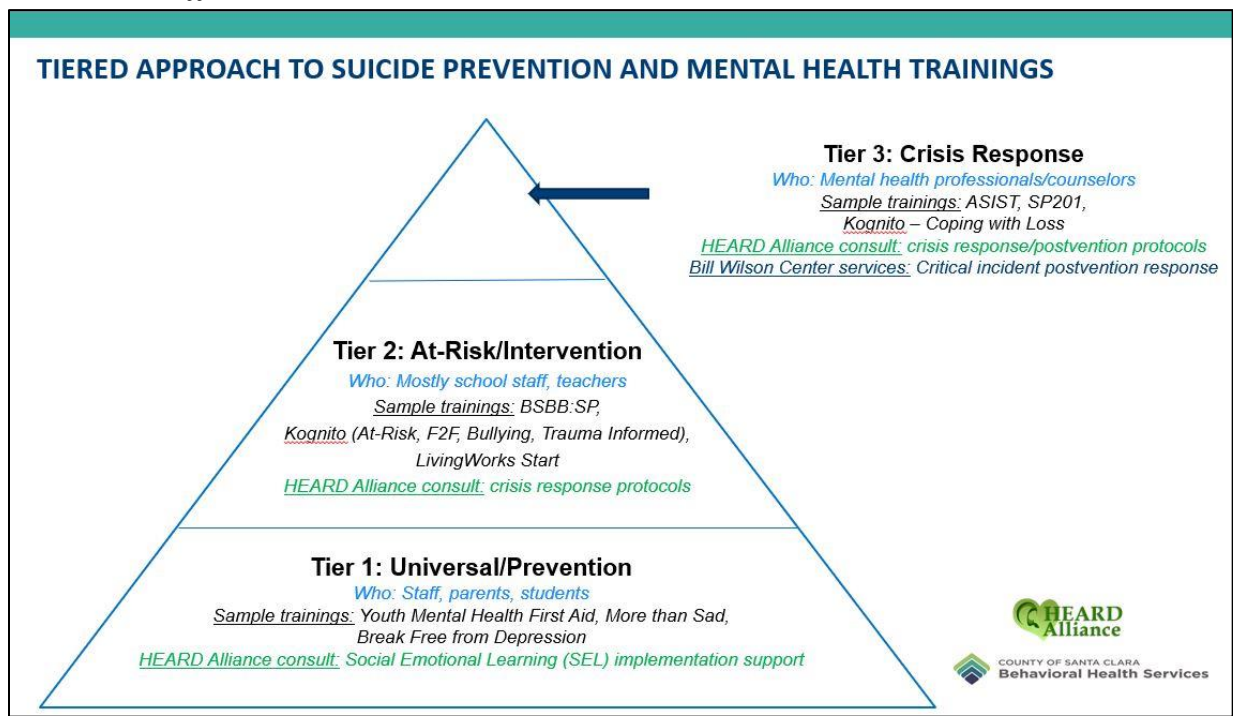 TIERED APPROACH TO SUICIDE PREVENTION AND MENTAL HEALTH TRAININGS
Tier 3: Crisis Response
Who: Mental health professionals/counselors
Sample trainings: ASIST, SP201,
Kognito – Coping with Loss
HEARD Alliance consult: crisis response/postvention protocols
Bill Wilson Center services: Critical incident postvention response
Tier 2: At-Risk/Intervention
Who: Mostly school staff, teachers
Sample trainings: BSBB:SP,
Kognito (At-Risk, F2F, Bullying, Trauma Informed),
LivingWorks Start
HEARD Alliance consult: crisis response protocols
Tier 1: Universal/Prevention
Who: Staff, parents, students
Sample trainings: Youth Mental Health First Aid, More than Sad,
Break Free from Depression
HEARD Alliance consult: Social Emotional Learning (SEL) implementation support
HEARD
Alliance
COUNTY OF SANTA CLARA
Behavioral Health Services